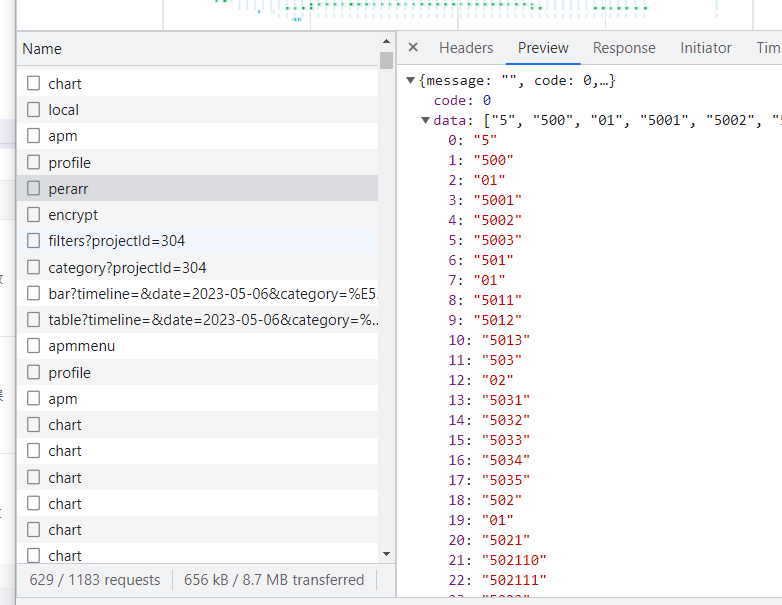 Name
chart
local
apm
profile
perarr
encrypt
filters?projectId=304
category?projectId=304
bar?timeline=&date=2023-05-06&category=%E5.
table?timeline=&date=2023-05-06&category=%...
apmmenu
profile
apm
chart
chart
chart
chart
chart
chart
629 / 1183 requests
656 kB / 8.7 MB transferred
× Headers Preview Response Initiator Tim
▼{message: "", code: 0,…}
code: 0
▼data: ["5", "500", "01", "5001", "5002", "5
0: "5"
1: "500"
2: "01"
3: "5001"
4: "5002"
5: "5003"
6: "501"
7: "01"
8: "5011"
9: "5012"
10: "5013"
11: "503"
12: "02"
13: "5031"
14: "5032"
15: "5033"
16: "5034"
17: "5035"
18: "502"
19: "01"
20: "5021"
21: "502110"
22: "502111"